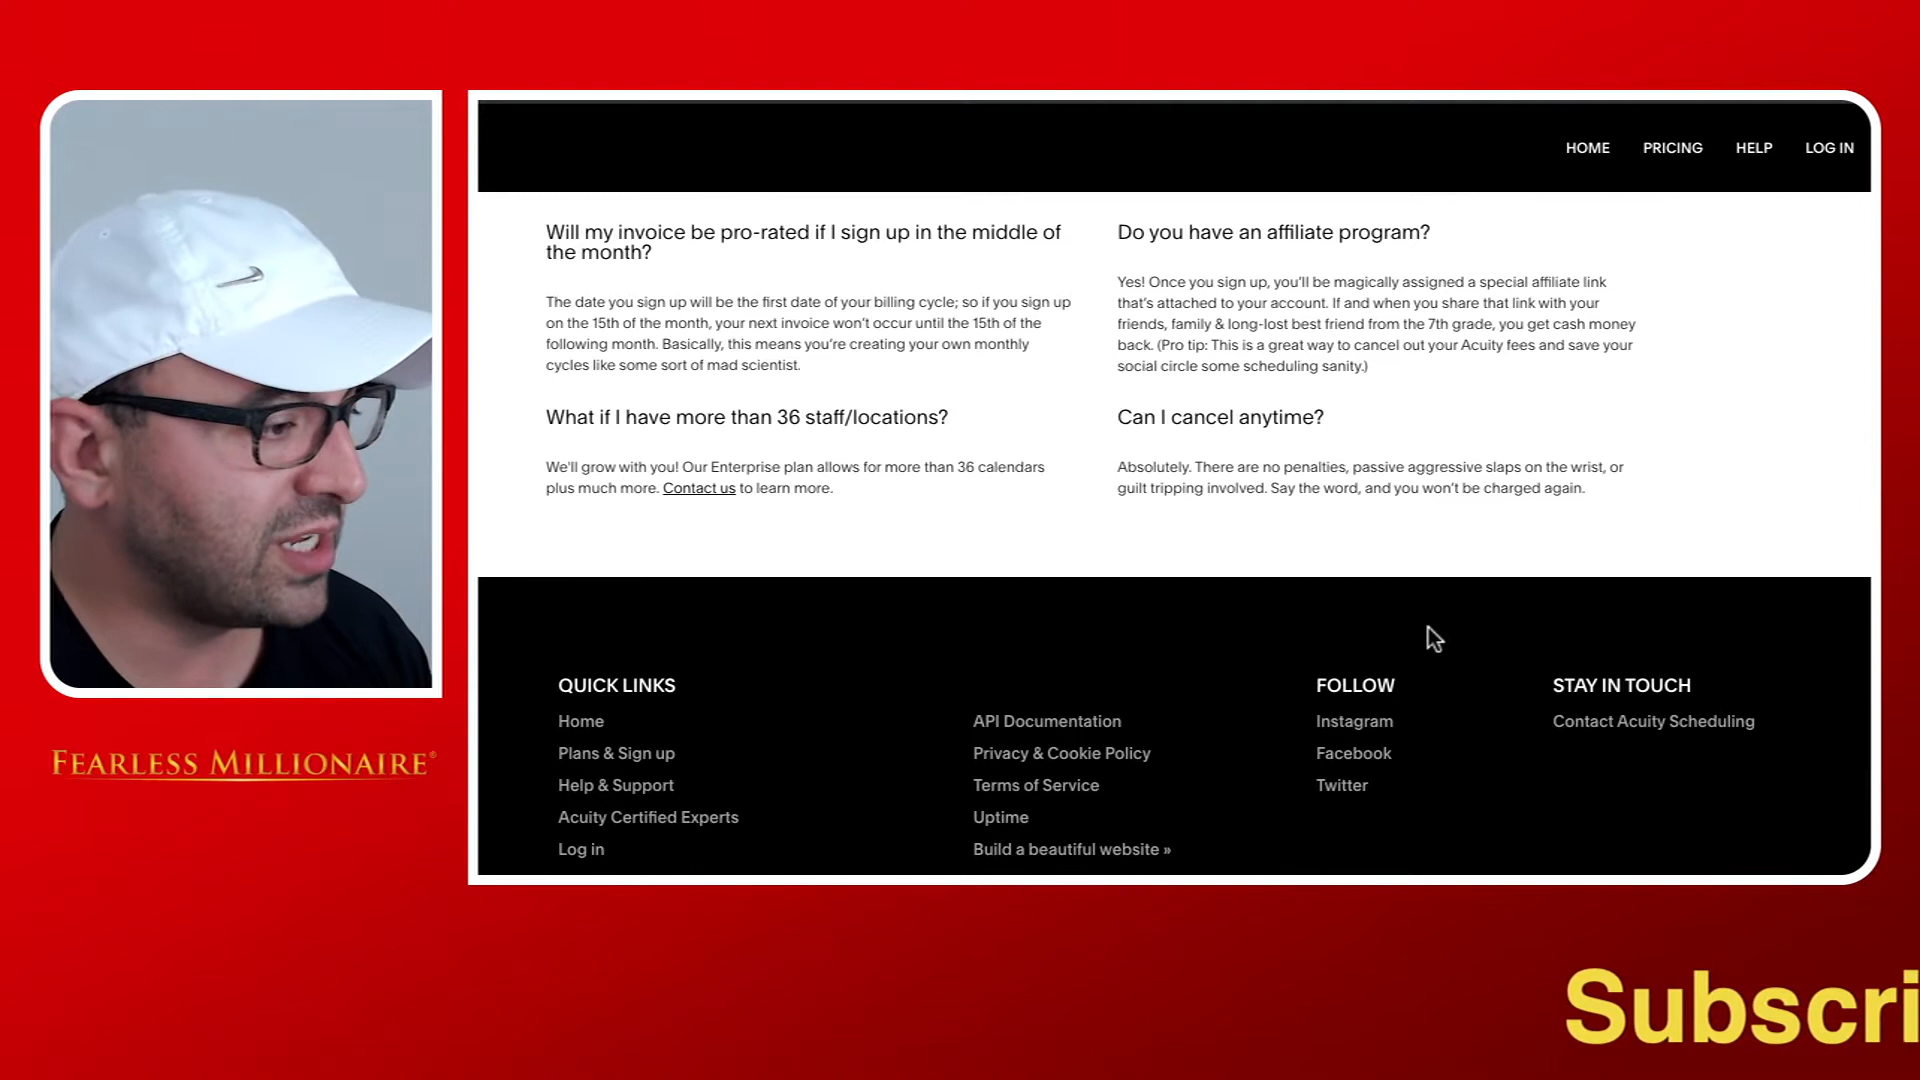 HOME PRICING HELP LOG IN
Will my invoice be pro-rated if I sign up in the middle of
the month?
The date you sign up will be the first date of your billing cycle; so if you sign up
on the 15th of the month, your next invoice won't occur until the 15th of the
following month. Basically, this means you're creating your own monthly
cycles like some sort of mad scientist.
What if I have more than 36 staff/locations?
We'll grow with you! Our Enterprise plan allows for more than 36 calendars
plus much more. Contact us to learn more.
Do you have an affiliate program?
Yes! Once you sign up, you'll be magically assigned a special affiliate link
that's attached to your account. If and when you share that link with your
friends, family & long-lost best friend from the 7th grade, you get cash money
back. (Pro tip: This is a great way to cancel out your Acuity fees and save your
social circle some scheduling sanity.)
Can I cancel anytime?
Absolutely. There are no penalties, passive aggressive slaps on the wrist, or
guilt tripping involved. Say the word, and you won't be charged again.
QUICK LINKS
Home
Plans & Sign up
Help & Support
Acuity Certified Experts
Log in
API Documentation
Privacy & Cookie Policy
Terms of Service
Uptime
Build a beautiful website »
FOLLOW
Instagram
Facebook
Twitter
STAY IN TOUCH
Contact Acuity Scheduling
FEARLESS MILLIONAIRE®
Subscri